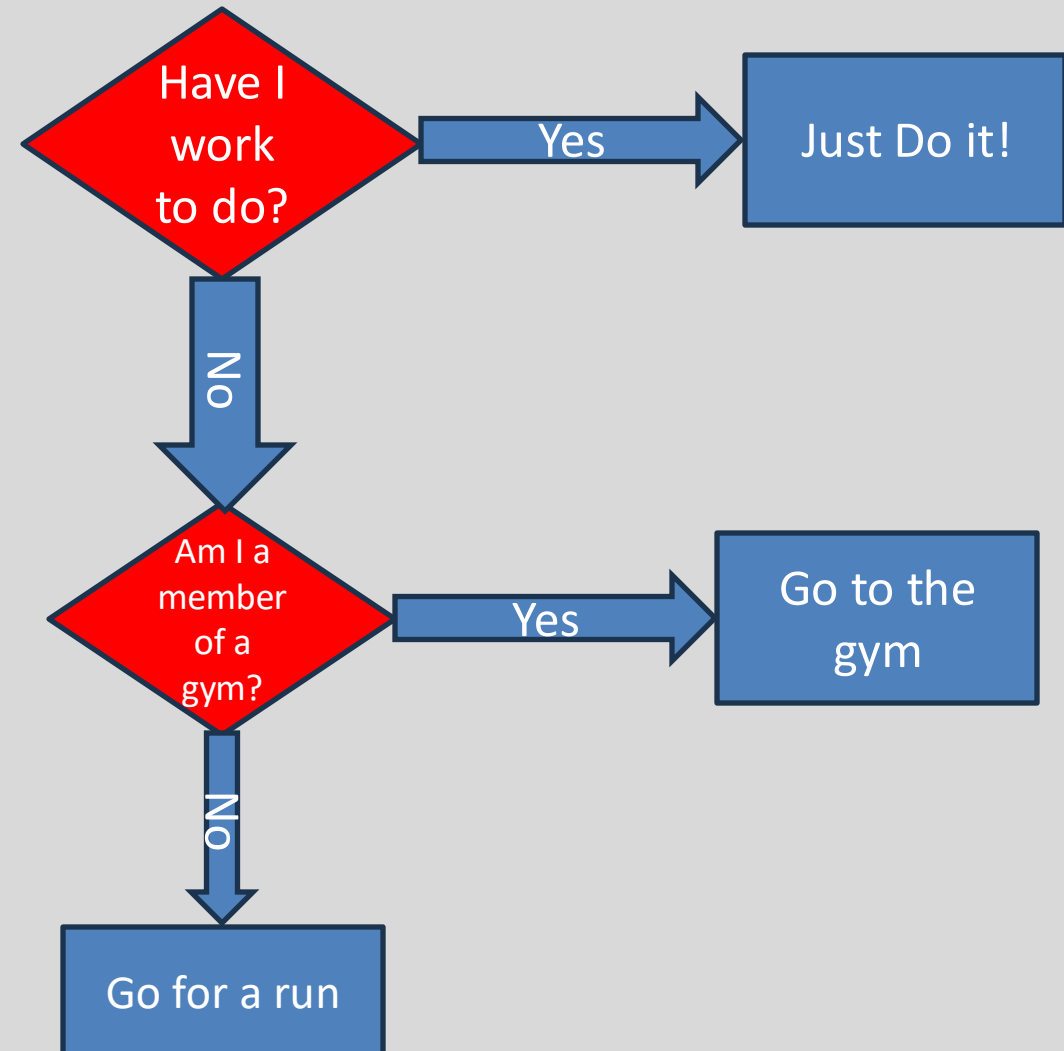 Have I
work
to do?
Yes
Just Do it!
No
Am I a
member
of a
gym?
Yes
Go to the
gym
No
Go for a run